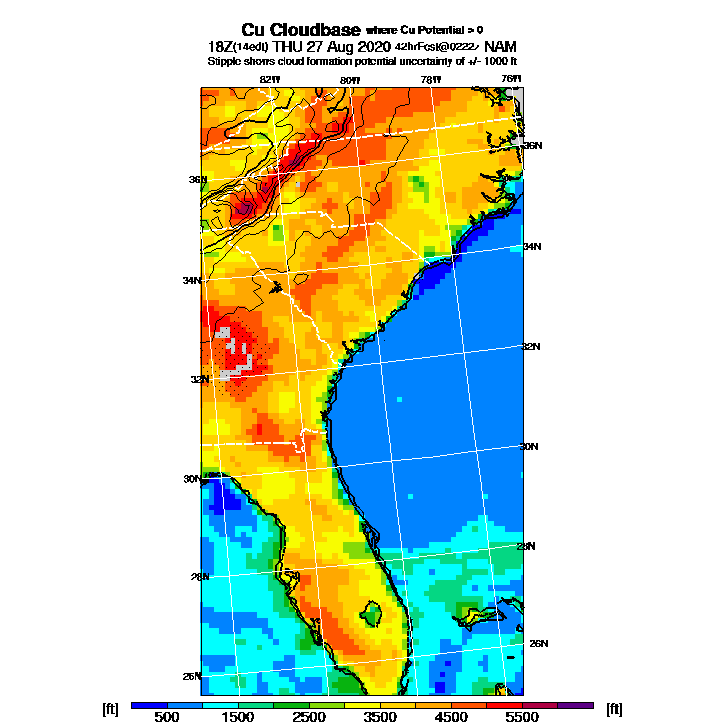 Cu Cloudbase where Cu Potential > 0
18Z(14edt) THU 27 Aug 2020 42hrFcst@0222z NAM
Stipple shows cloud formation potential uncertainty of +/- 1000 ft
82W 80W 78W 76W
36N
36N
34N
34N
32N
32N
30N
30N
28N
28N
26N
26N
[ft] [ft]
500 1500 2500 3500 4500 5500